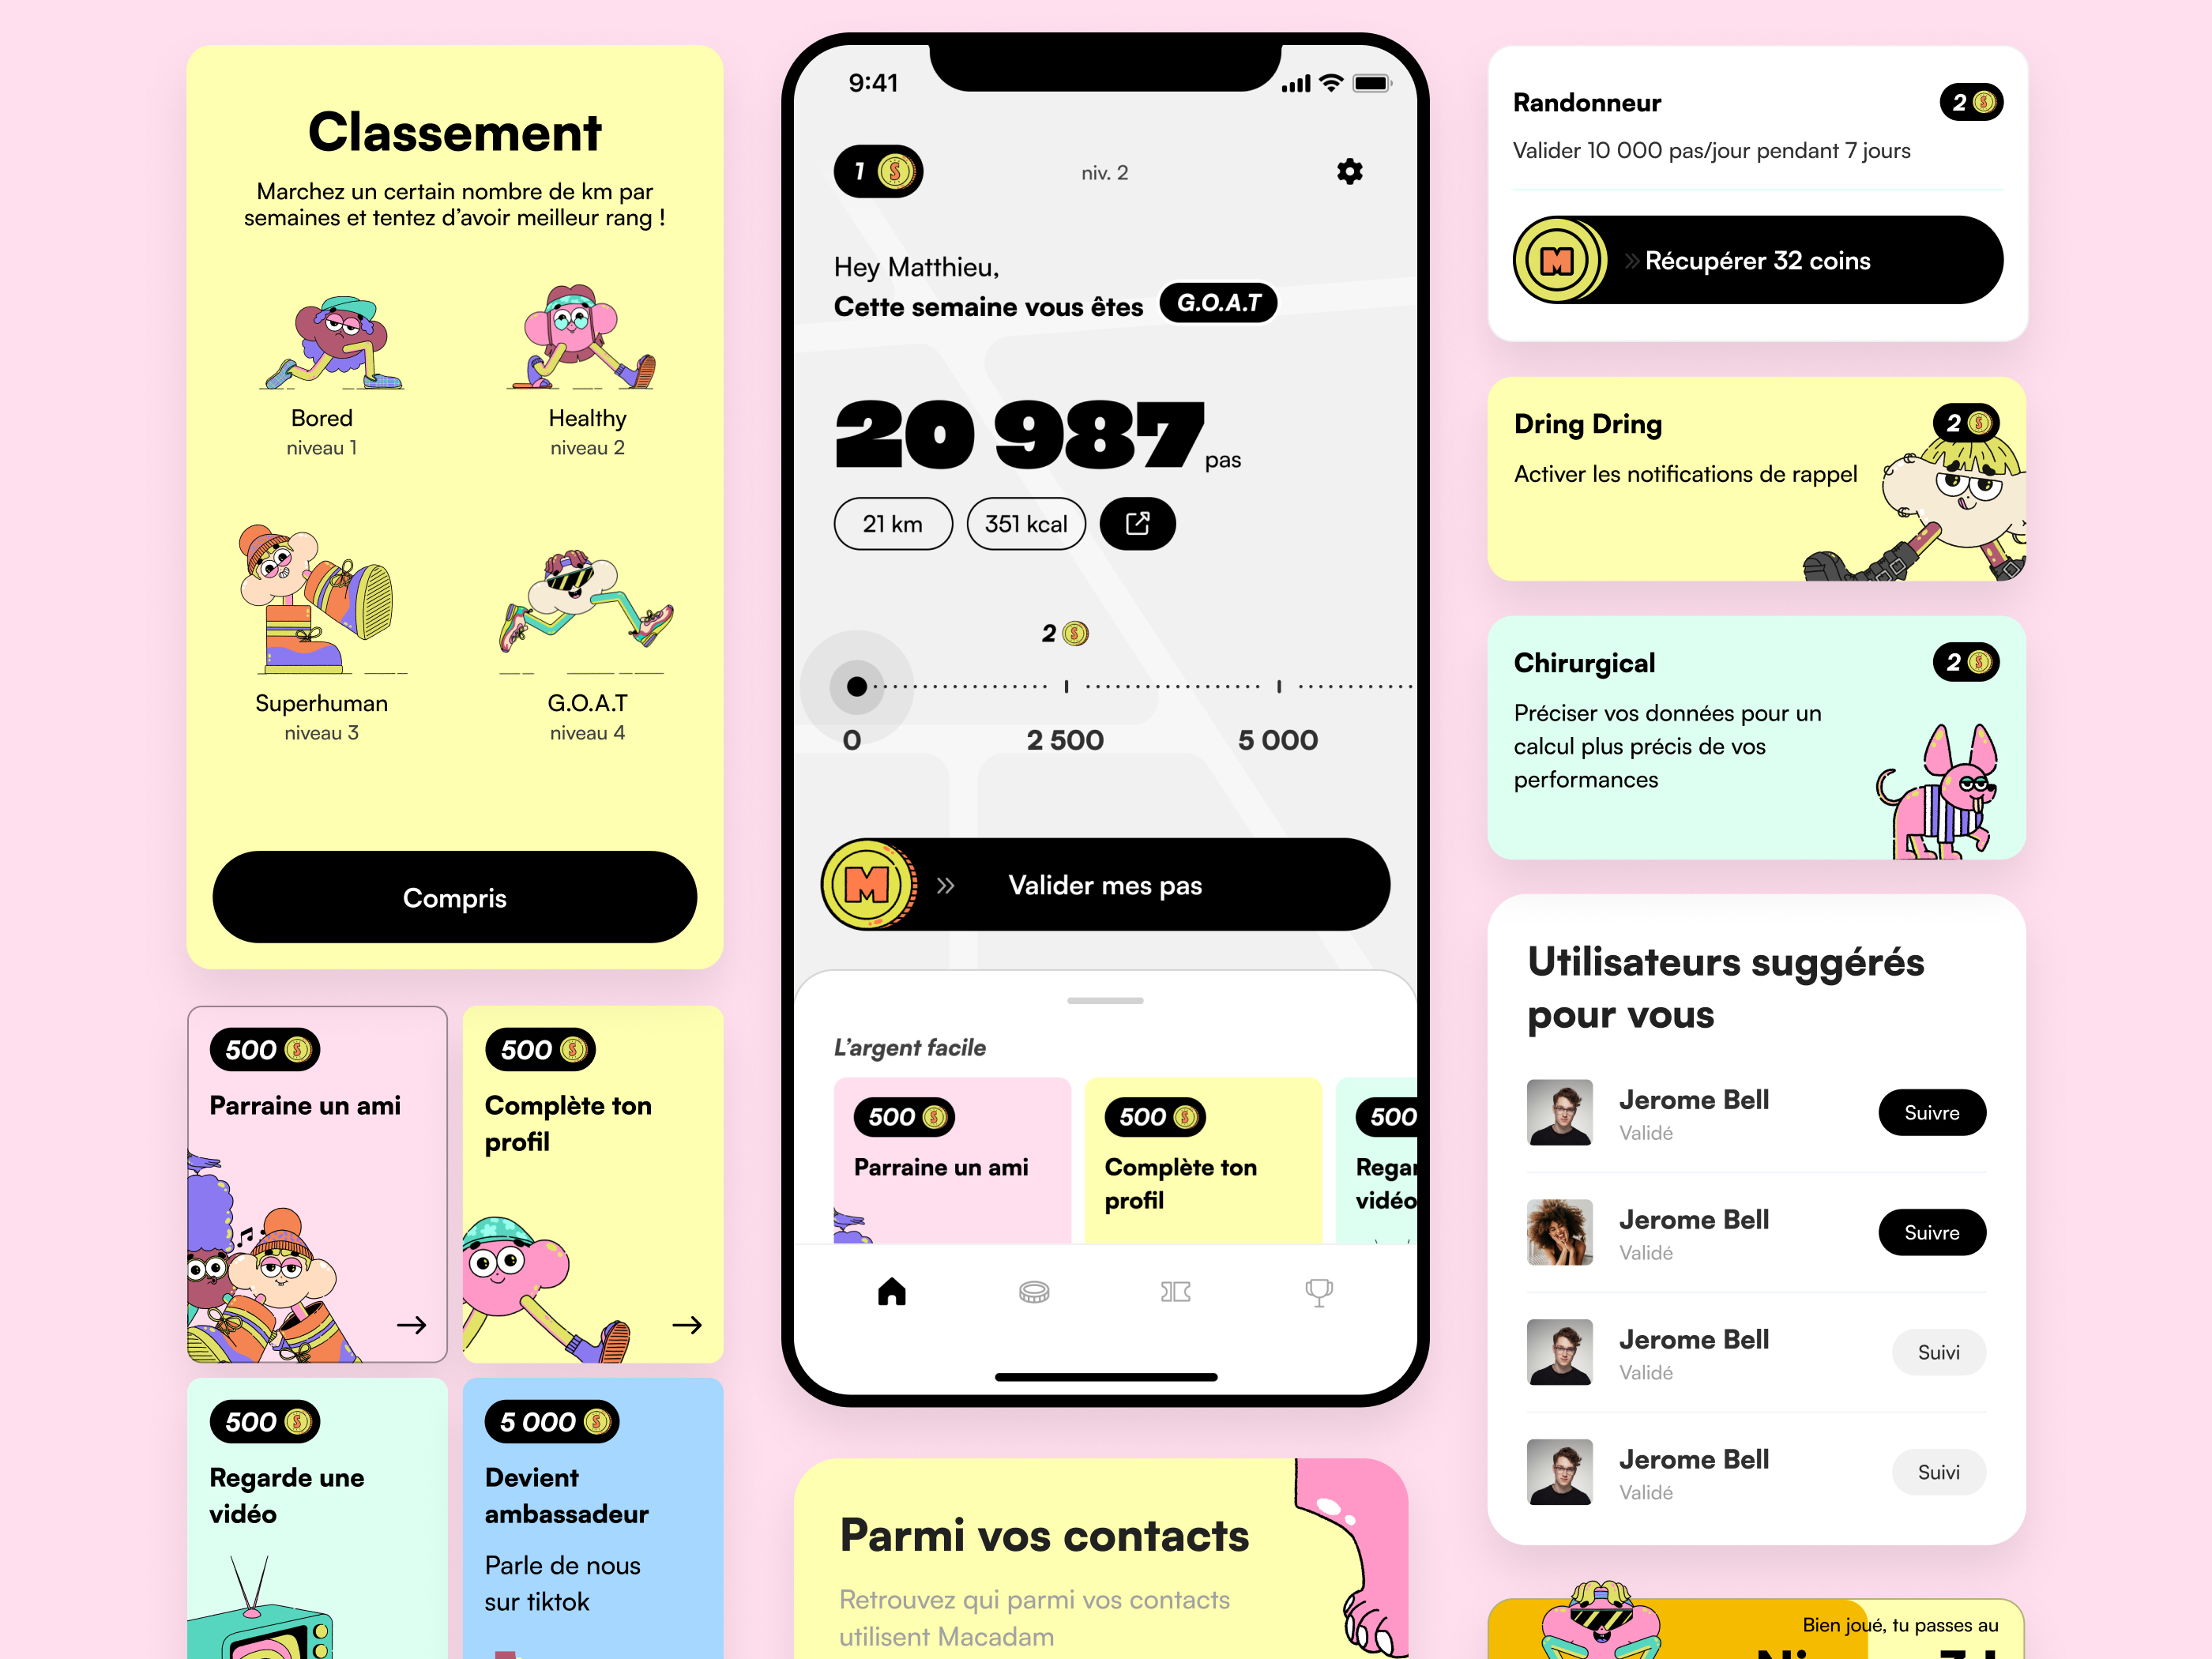 Classement
Marchez un certain nombre de km par
semaines et tentez d’avoir meilleur rang !
Bored
niveau 1
Healthy
niveau 2
Superhuman
niveau 3
G.O.A.T
niveau 4
Compris
500 S
Parraine un ami
500 S
Complète ton
profil
500 S
Regarde une
vidéo
5 000 S
Devient
ambassadeur
Parle de nous
sur tiktok
9:41
1 S
niv. 2
Hey Matthieu,
Cette semaine vous êtes G.O.A.T
20 987 pas
21 km
351 kcal
2 S
0
2 500
5 000
M
» Valider mes pas
L’argent facile
500 S
Parraine un ami
500 S
Complète ton
profil
500
Regar
vidéo
Parmi vos contacts
Retrouvez qui parmi vos contacts
utilisent Macadam
Randonneur
2 S
Valider 10 000 pas/jour pendant 7 jours
M
» Récupérer 32 coins
Dring Dring
2 S
Activer les notifications de rappel
Chirurgical
2 S
Préciser vos données pour un
calcul plus précis de vos
performances
Utilisateurs suggérés
pour vous
Jerome Bell
Validé
Suivre
Jerome Bell
Validé
Suivre
Jerome Bell
Validé
Suivi
Jerome Bell
Validé
Suivi
Bien joué, tu passes au